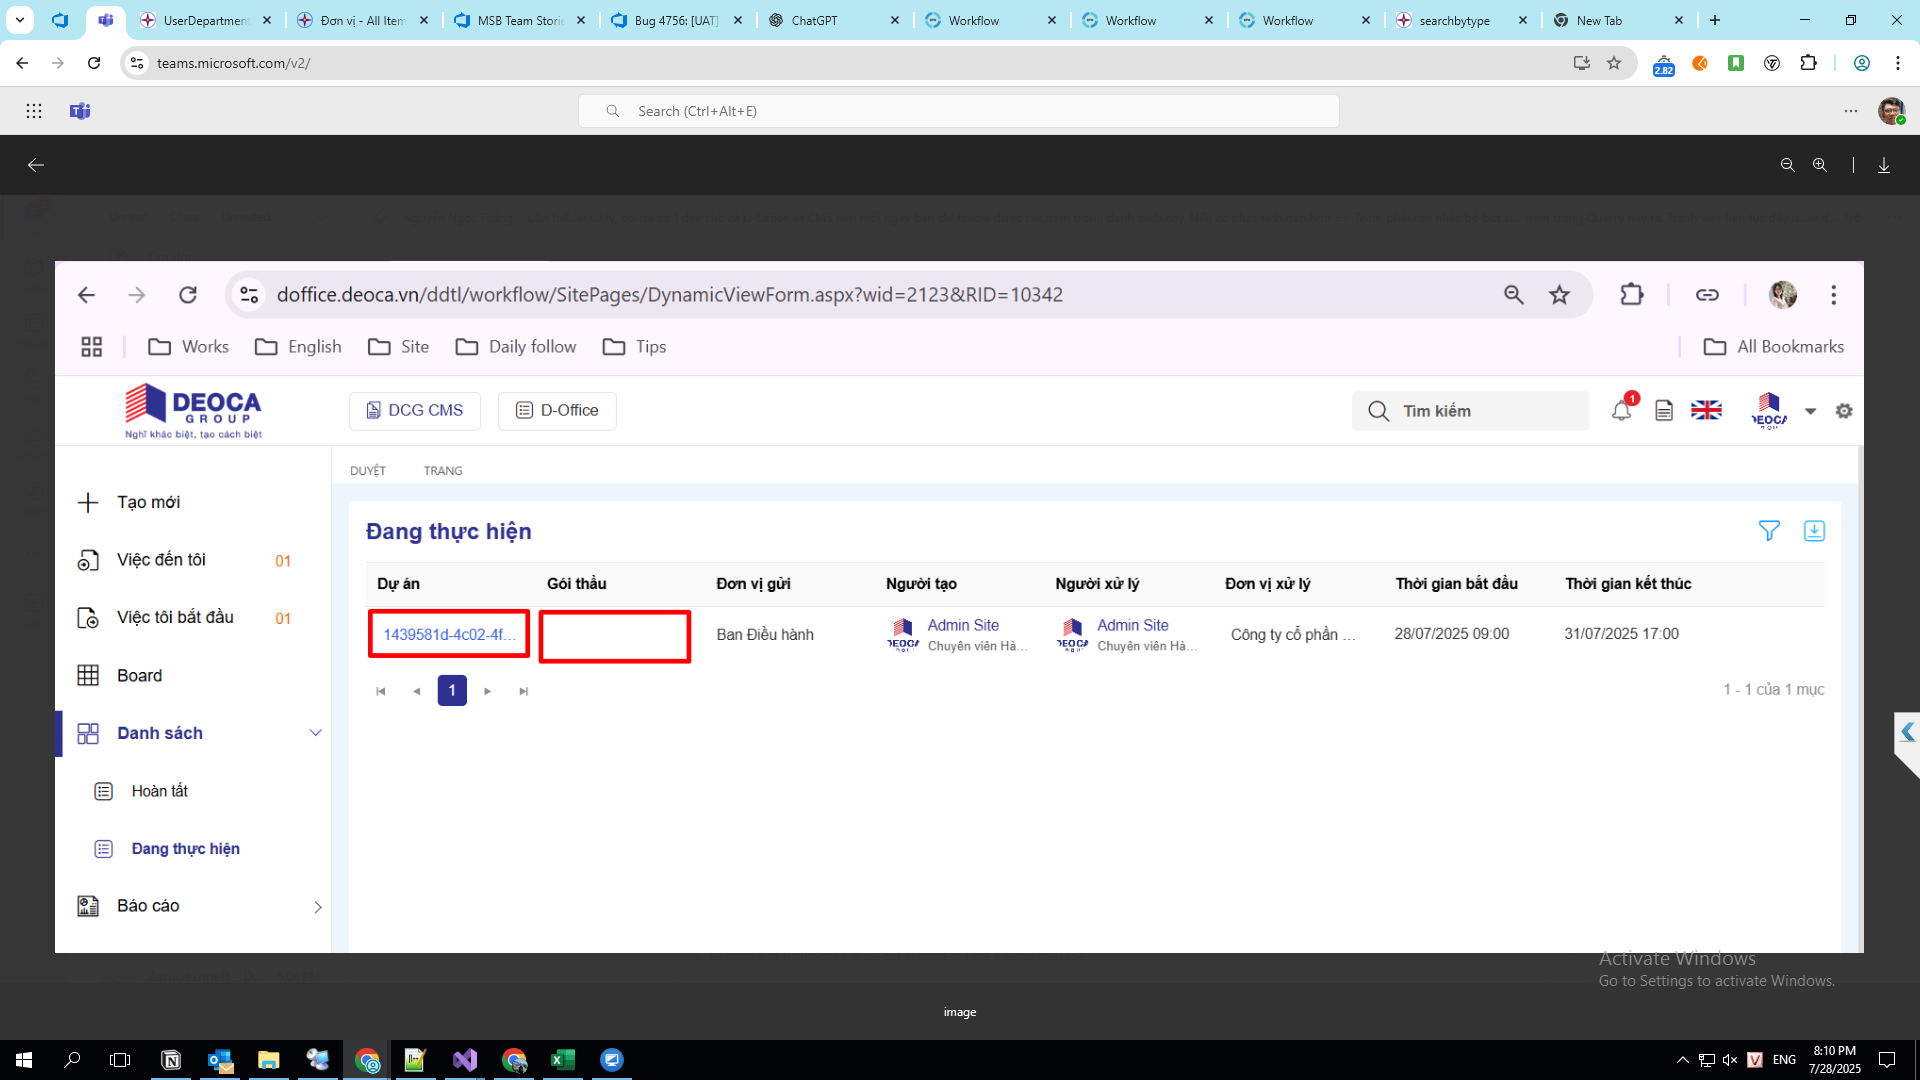 UserDepartment
Đơn vị - All Item
MSB Team Storie
Bug 4756: [UAT]
ChatGPT
Workflow
Workflow
Workflow
searchbytype
New Tab
teams.microsoft.com/v2/
2.82
Search (Ctrl+Alt+E)
doffice.deoca.vn/ddtl/workflow/SitePages/DynamicViewForm.aspx?wid=2123&RID=10342
Works
English
Site
Daily follow
Tips
All Bookmarks
DEOCA
GROUP
Nghĩ khác biệt, tạo cách biệt
DCG CMS
D-Office
Tìm kiếm
1
DUYỆT
TRANG
Tạo mới
Việc đến tôi
01
Việc tôi bắt đầu
01
Board
Danh sách
Hoàn tất
Đang thực hiện
Báo cáo
Đang thực hiện
Dự án
Gói thầu
Đơn vị gửi
Người tạo
Người xử lý
Đơn vị xử lý
Thời gian bắt đầu
Thời gian kết thúc
1439581d-4c02-4f...
Ban Điều hành
Admin Site
Chuyên viên Hà...
Admin Site
Chuyên viên Hà...
Công ty cổ phần ...
28/07/2025 09:00
31/07/2025 17:00
1
1 - 1 của 1 mục
Activate Windows
Go to Settings to activate Windows.
image
ENG
8:10 PM
7/28/2025